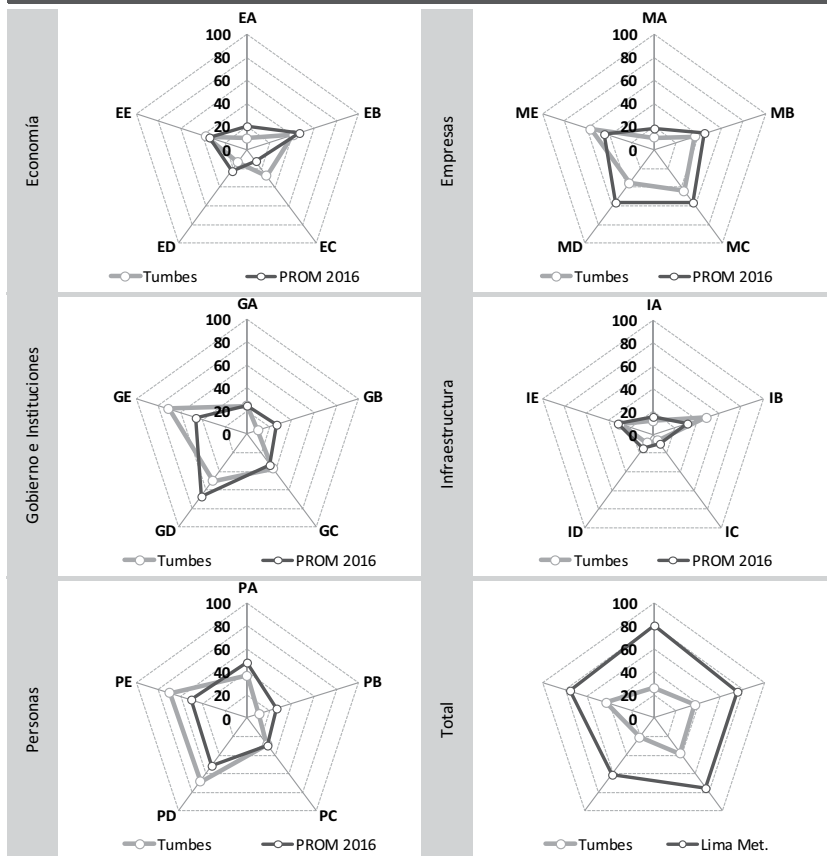 Economía
EA
100
80
60
40
20
0
EB
EC
ED
EE
Tumbes PROM 2016
Empresas
MA
100
80
60
40
20
0
MB
MC
MD
ME
Tumbes PROM 2016
Gobierno e Instituciones
GA
100
80
60
40
20
0
GB
GC
GD
GE
Tumbes PROM 2016
Infraestructura
IA
100
80
60
40
20
0
IB
IC
ID
IE
Tumbes PROM 2016
Personas
PA
100
80
60
40
20
0
PB
PC
PD
PE
Tumbes PROM 2016
Total
100
80
60
40
20
0
Tumbes Lima Met.